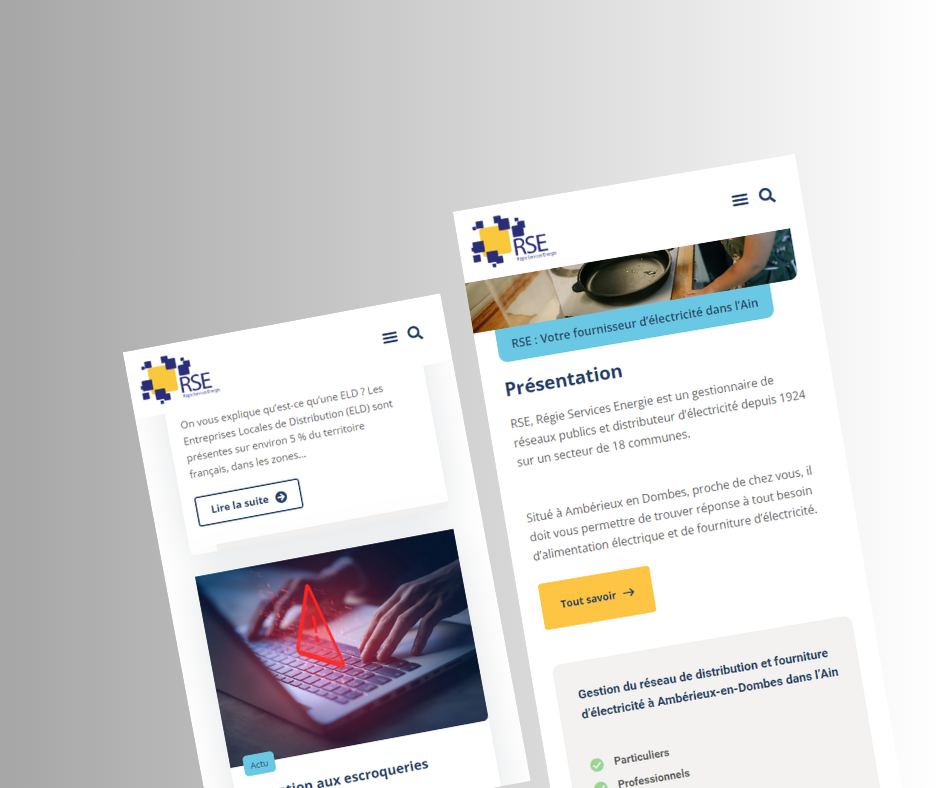 RSE
Régie Services Energie
On vous explique qu'est-ce qu'une ELD ? Les
Entreprises Locales de Distribution (ELD) sont
présentes sur environ 5 % du territoire
français, dans les zones...
Lire la suite
Actu
aux escroqueries
RSE
Régie Services Energie
RSE : Votre fournisseur d'électricité dans l'Ain
Présentation
RSE, Régie Services Energie est un gestionnaire de
réseaux publics et distributeur d'électricité depuis 1924
sur un secteur de 18 communes.
Situé à Ambérieux en Dombes, proche de chez vous, il
doit vous permettre de trouver réponse à tout besoin
d'alimentation électrique et de fourniture d'électricité.
Tout savoir
Gestion du réseau de distribution et fourniture
d'électricité à Ambérieux-en-Dombes dans l'Ain
Particuliers
Professionnels